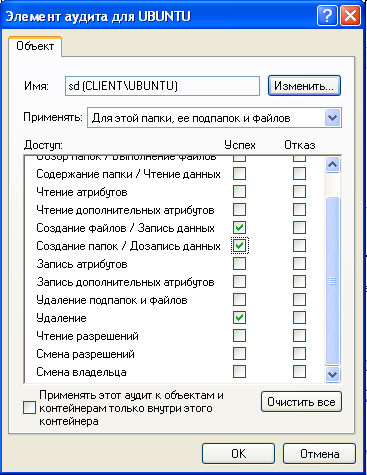 Элемент аудита для UBUNTU
Объект
Имя: sd (CLIENT\UBUNTU) Изменить...
Применять: Для этой папки, ее подпапок и файлов
Доступ: Успех Отказ
Обзор папок / Выполнение файлов
Содержание папки / Чтение данных
Чтение атрибутов
Чтение дополнительных атрибутов
Создание файлов / Запись данных
Создание папок / Дозапись данных
Запись атрибутов
Запись дополнительных атрибутов
Удаление подпапок и файлов
Удаление
Чтение разрешений
Смена разрешений
Смена владельца
Применять этот аудит к объектам и
контейнерам только внутри этого
контейнера
Очистить все
ОК Отмена